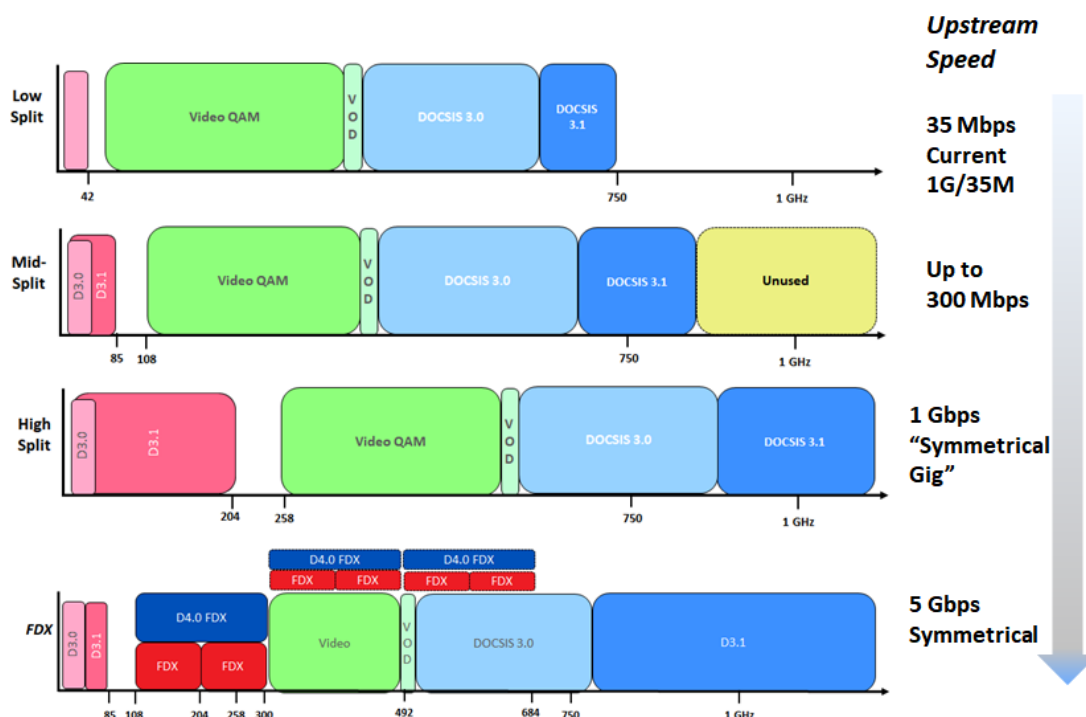 Upstream
Speed
Low
Split
Video QAM
V
O
D
DOCSIS 3.0
DOCSIS
3.1
42
750
1 GHz
35 Mbps
Current
1G/35M
Mid-
Split
D3.0
D3.1
Video QAM
V
O
D
DOCSIS 3.0
DOCSIS 3.1
Unused
85
108
750
1 GHz
Up to
300 Mbps
High
Split
D3.0
D3.1
Video QAM
V
O
D
DOCSIS 3.0
DOCSIS 3.1
204
258
750
1 GHz
1 Gbps
“Symmetrical
Gig”
D4.0 FDX
D4.0 FDX
FDX
FDX
FDX
FDX
FDX
D3.0
D3.1
D4.0 FDX
FDX
FDX
Video
V
O
D
DOCSIS 3.0
D3.1
85
108
204
258
300
492
684
750
1 GHz
5 Gbps
Symmetrical